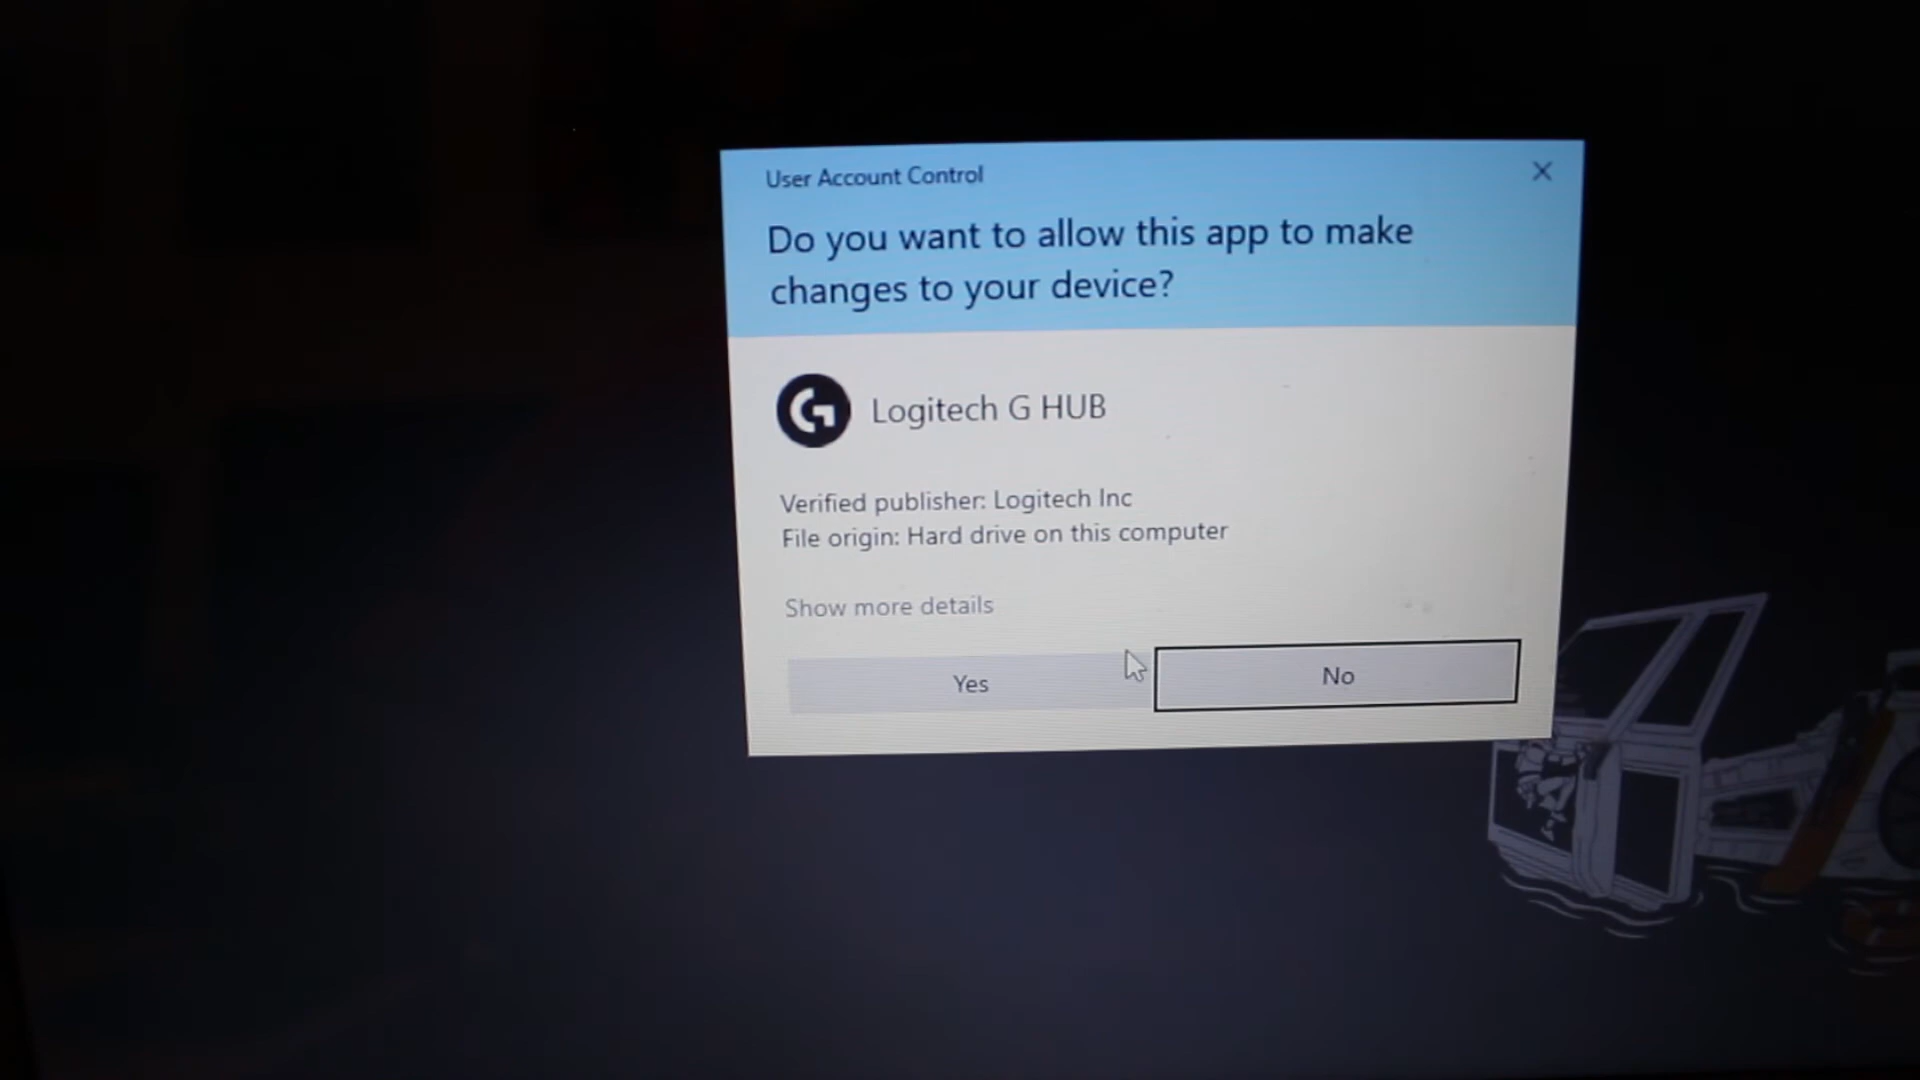 User Account Control
Do you want to allow this app to make
changes to your device?
Logitech G HUB
Verified publisher: Logitech Inc
File origin: Hard drive on this computer
Show more details
Yes
No